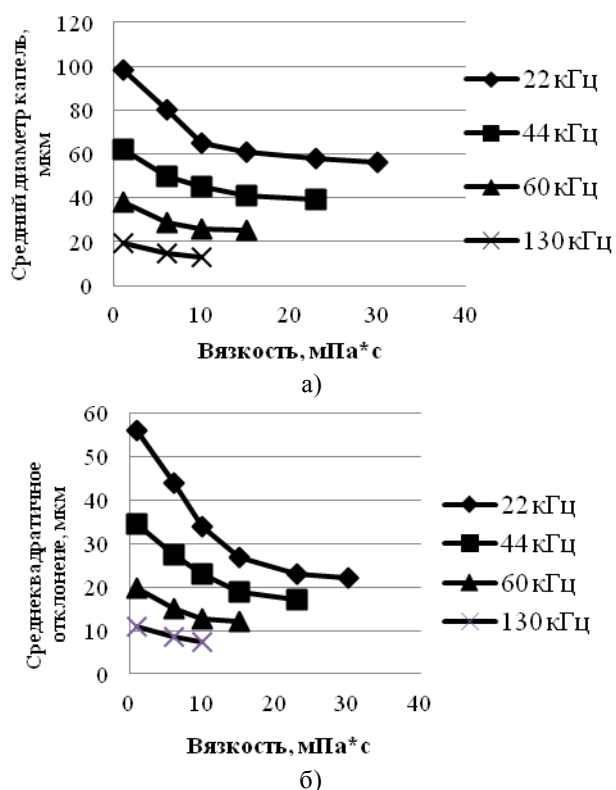 Средний диаметр капель,
мкм
120
100
80
60
40
20
0
0 10 20 30 40
Вязкость, мПа*с
22 кГц
44 кГц
60 кГц
130 кГц
а)
Среднеквадратичное
отклонеие, мкм
60
50
40
30
20
10
0
0 10 20 30 40
Вязкость, мПа*с
22 кГц
44 кГц
60 кГц
130 кГц
б)